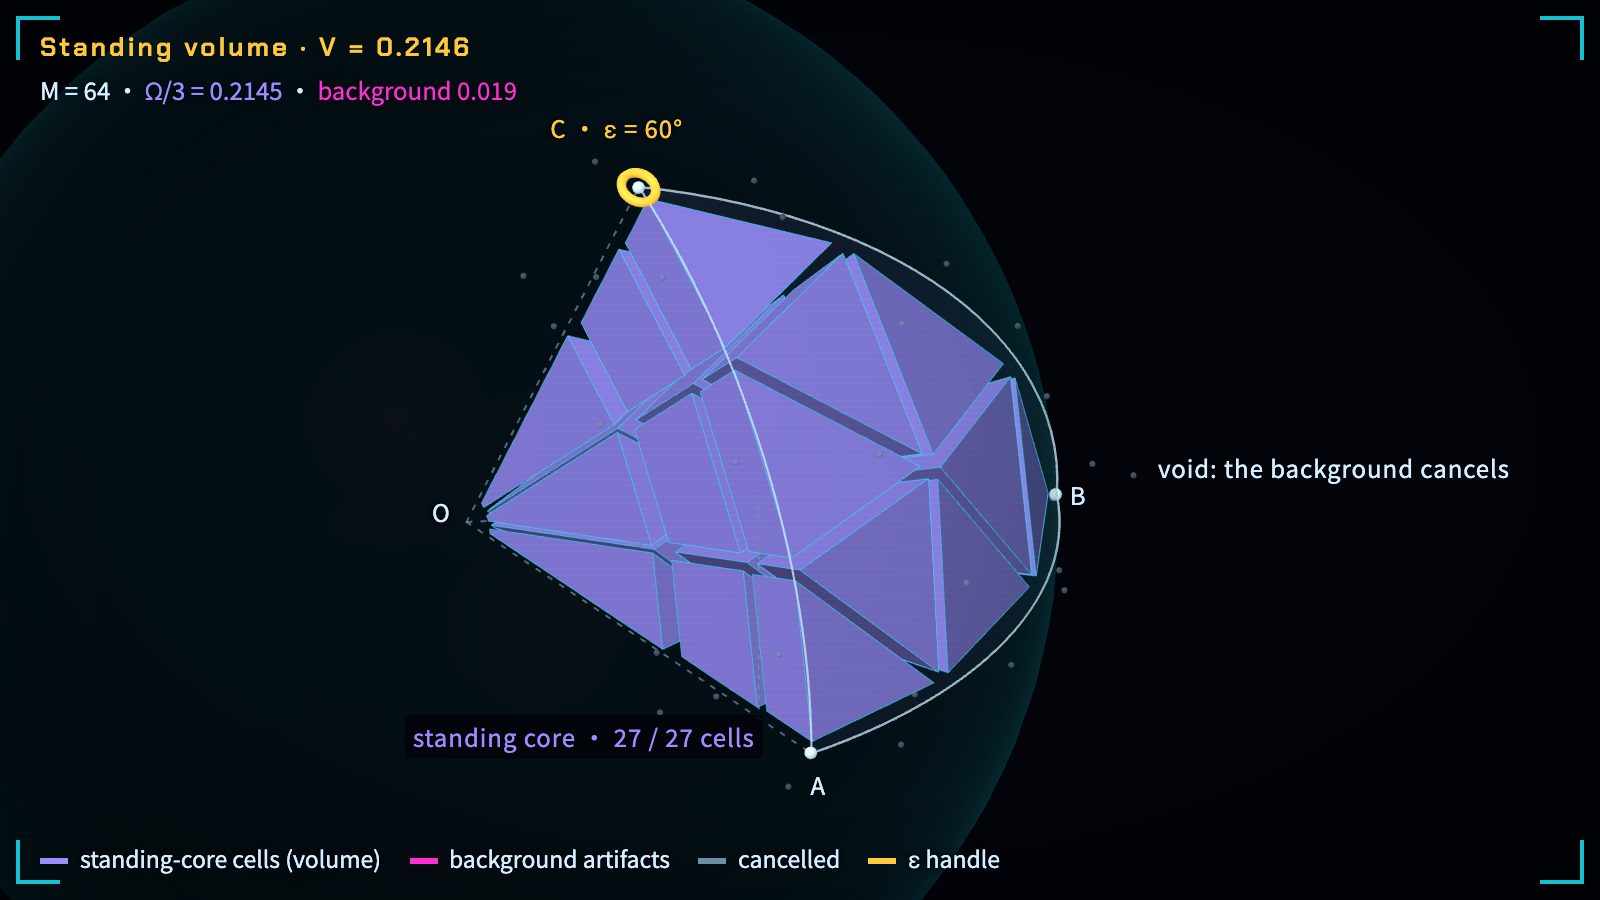 Standing volume · V = 0.2146
M = 64 • Ω/3 = 0.2145 • background 0.019
C • ε = 60°
void: the background cancels
B
O
standing core • 27 / 27 cells
A
standing-core cells (volume)
background artifacts
cancelled
ε handle